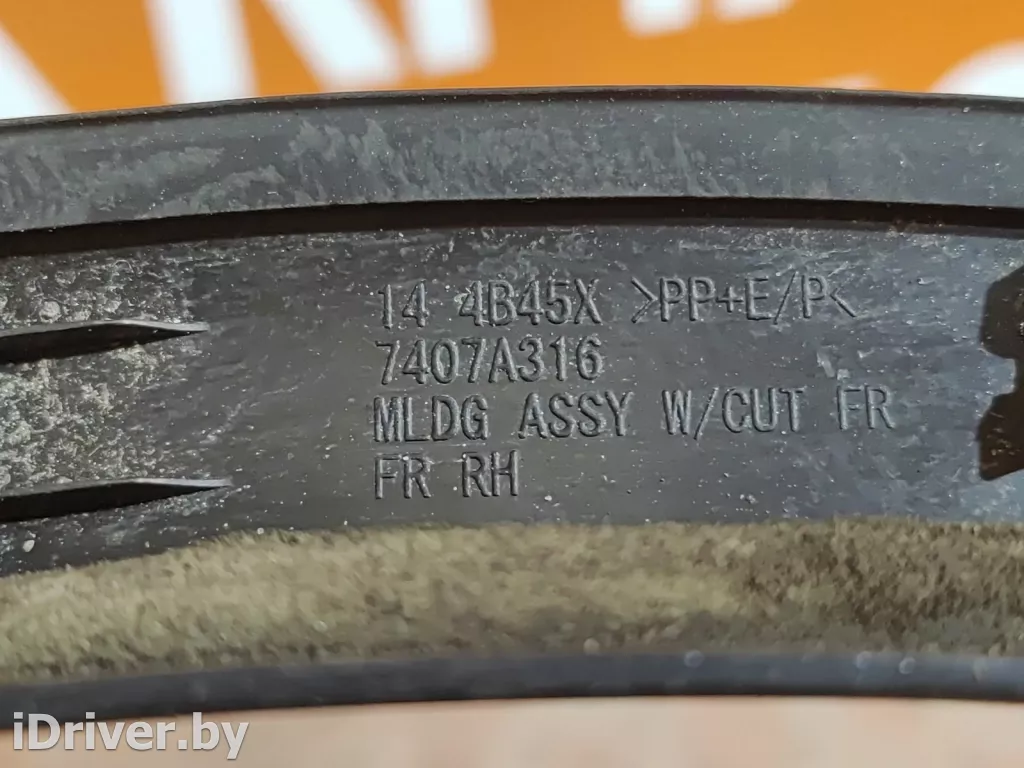 14 4B45X >PP+E/P<
7407A316
MLDG ASSY W/CUT FR
FR RH
iDriver.by